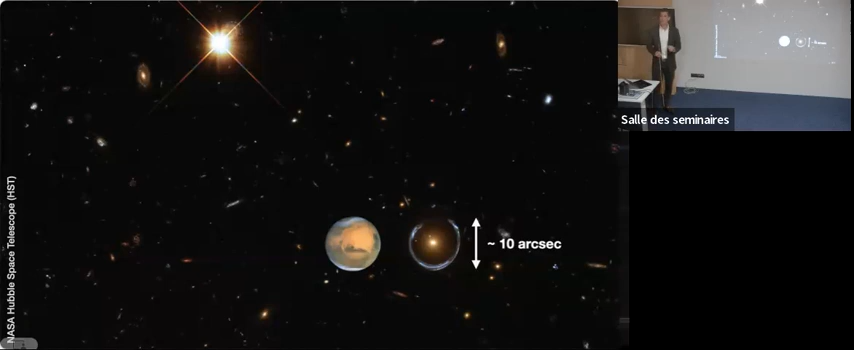 Salle des seminaires
~ 10 arcsec
NASA Hubble Space Telescope (HST)